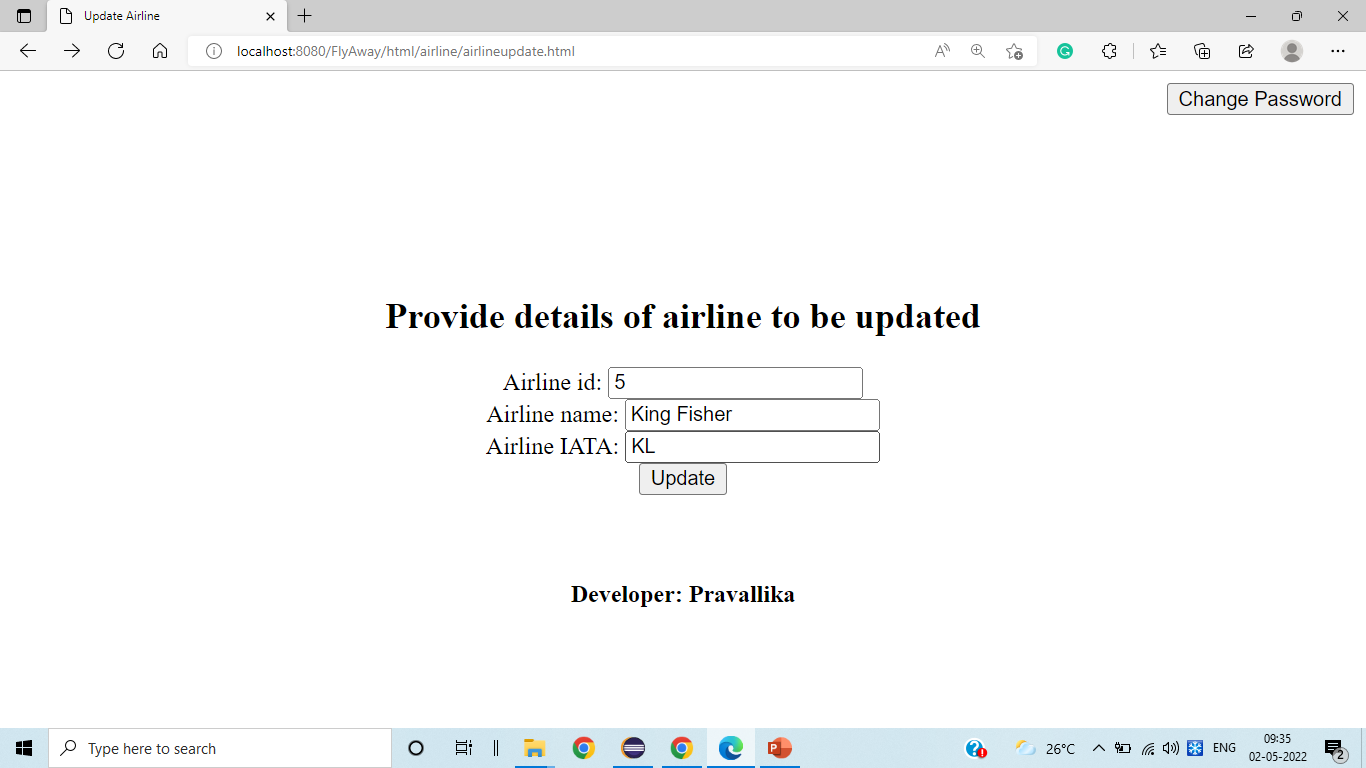 Update Airline
localhost:8080/FlyAway/html/airline/airlineupdate.html
Change Password
Provide details of airline to be updated
Airline id: 5
Airline name: King Fisher
Airline IATA: KL
Update
Developer: Pravallika
Type here to search
26°C
ENG
09:35
02-05-2022
2